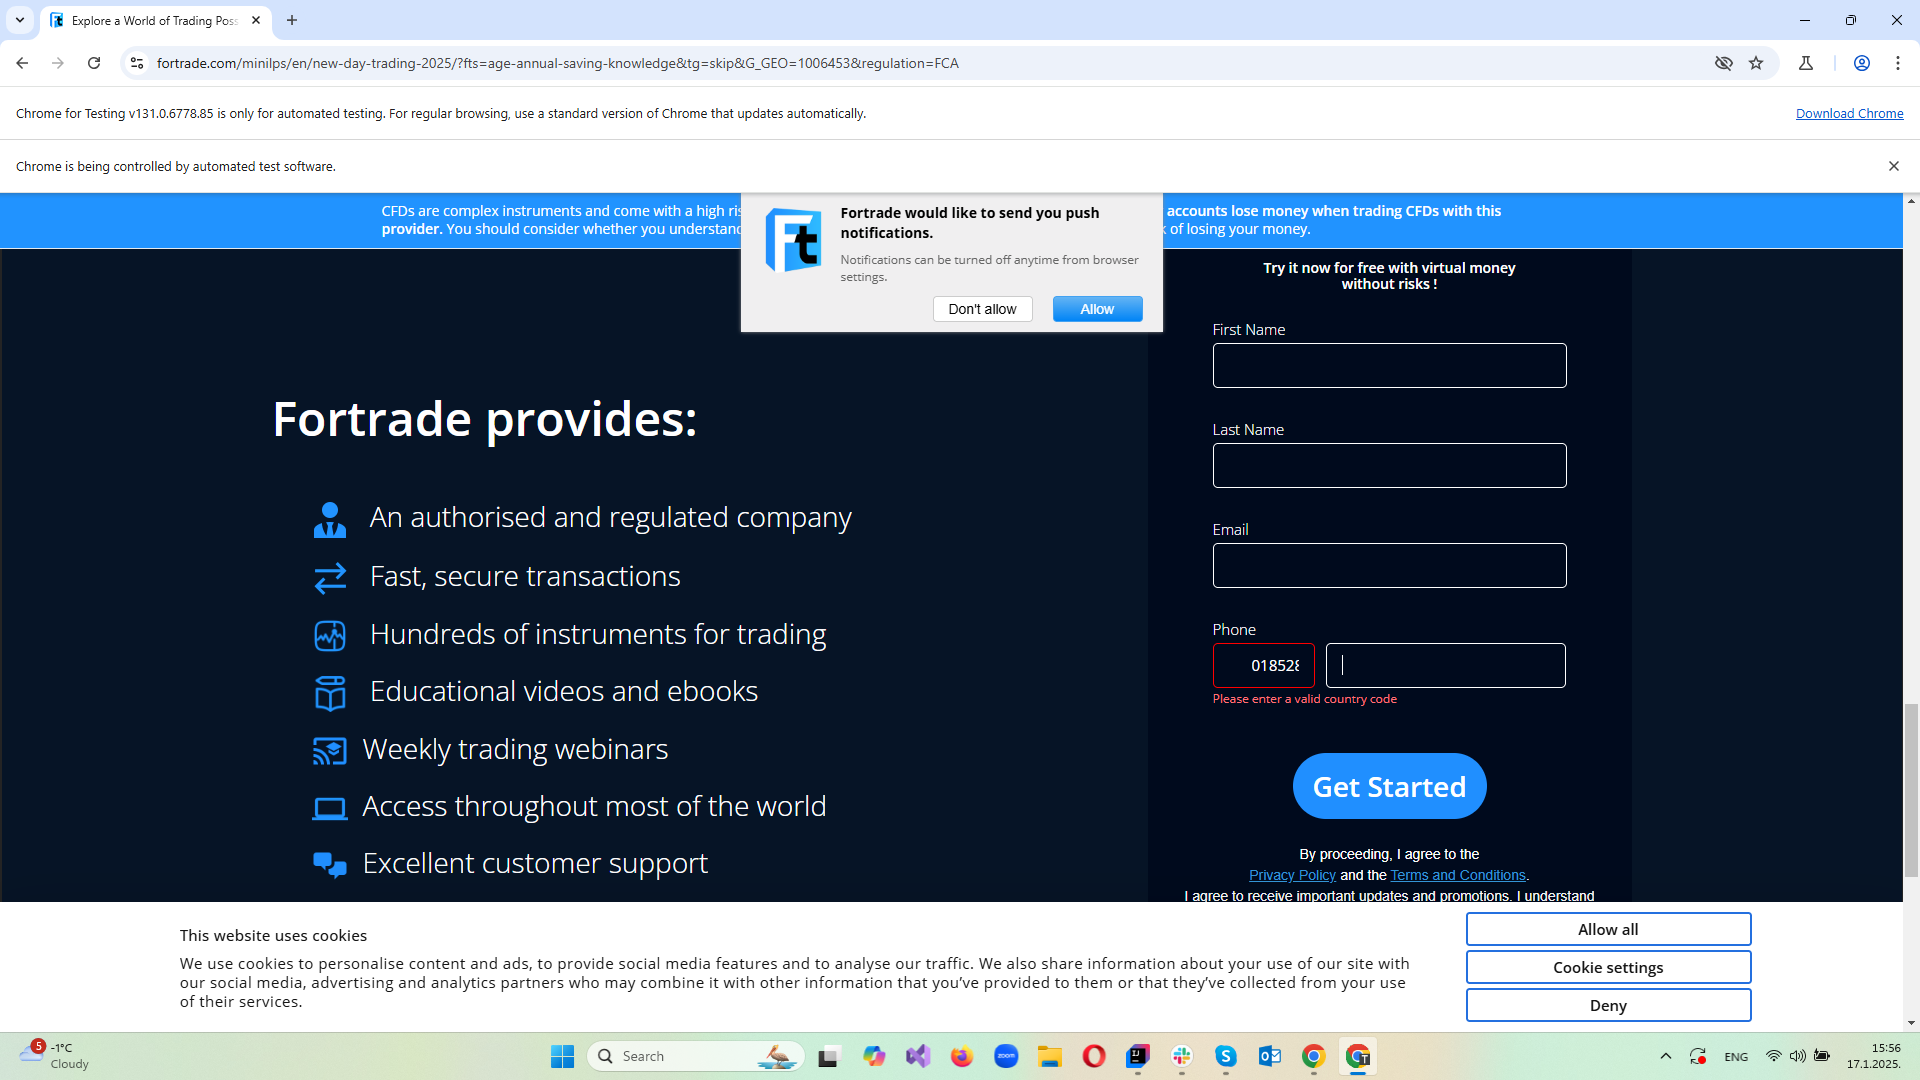 Explore a World of Trading Poss
fortrade.com/minilps/en/new-day-trading-2025/?fts=age-annual-saving-knowledge&tg=skip&G_GEO=1006453&regulation=FCA
Chrome for Testing v131.0.6778.85 is only for automated testing. For regular browsing, use a standard version of Chrome that updates automatically.
Download Chrome
Chrome is being controlled by automated test software.
CFDs are complex instruments and come with a high ri
accounts lose money when trading CFDs with this
provider. You should consider whether you understand
of losing your money.
Fortrade would like to send you push
notifications.
Notifications can be turned off anytime from browser
settings.
Don't allow
Allow
Try it now for free with virtual money
without risks !
First Name
Last Name
Email
Phone
018528
Please enter a valid country code
Get Started
By proceeding, I agree to the
Privacy Policy and the Terms and Conditions.
I agree to receive important updates and promotions. I understand
Fortrade provides:
An authorised and regulated company
Fast, secure transactions
Hundreds of instruments for trading
Educational videos and ebooks
Weekly trading webinars
Access throughout most of the world
Excellent customer support
This website uses cookies
We use cookies to personalise content and ads, to provide social media features and to analyse our traffic. We also share information about your use of our site with
our social media, advertising and analytics partners who may combine it with other information that you've provided to them or that they've collected from your use
of their services.
Allow all
Cookie settings
Deny
5
-1°C
Cloudy
Search
zoom
ENG
15:56
17.1.2025.